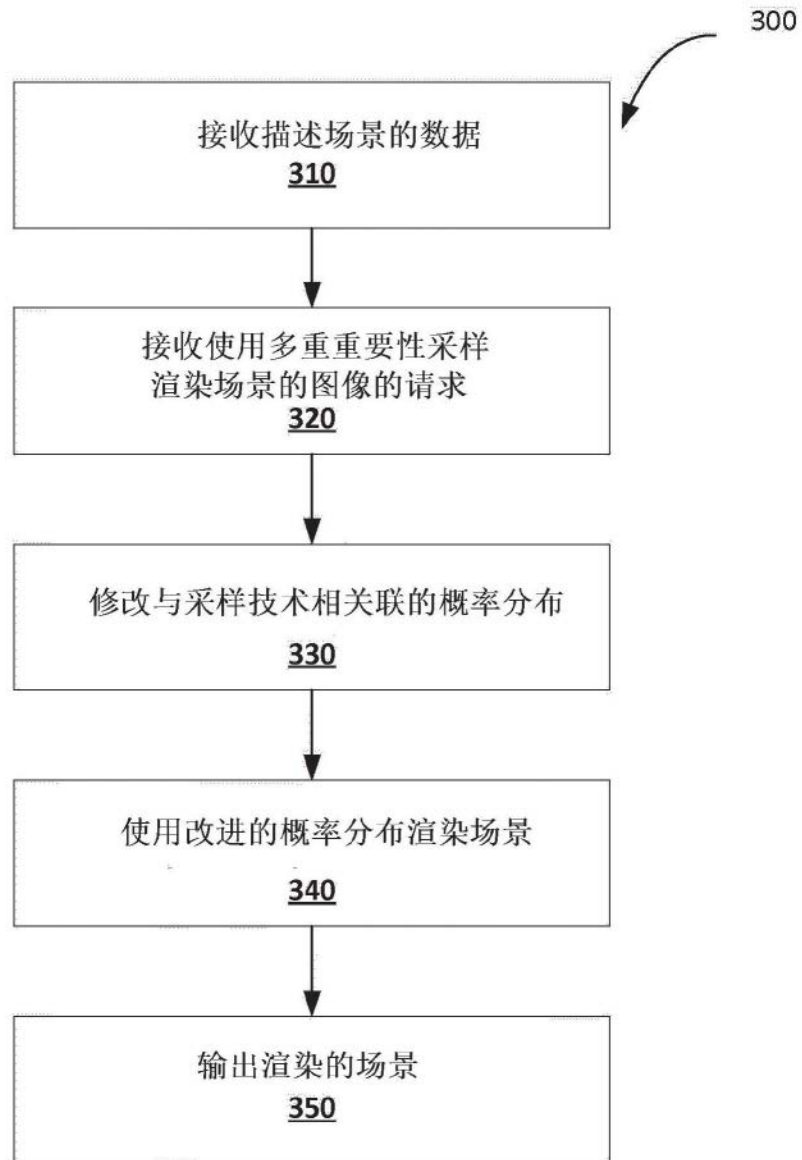 300
接收描述场景的数据
310
接收使用多重重要性采样
渲染场景的图像的请求
320
修改与采样技术相关联的概率分布
330
使用改进的概率分布渲染场景
340
输出渲染的场景
350